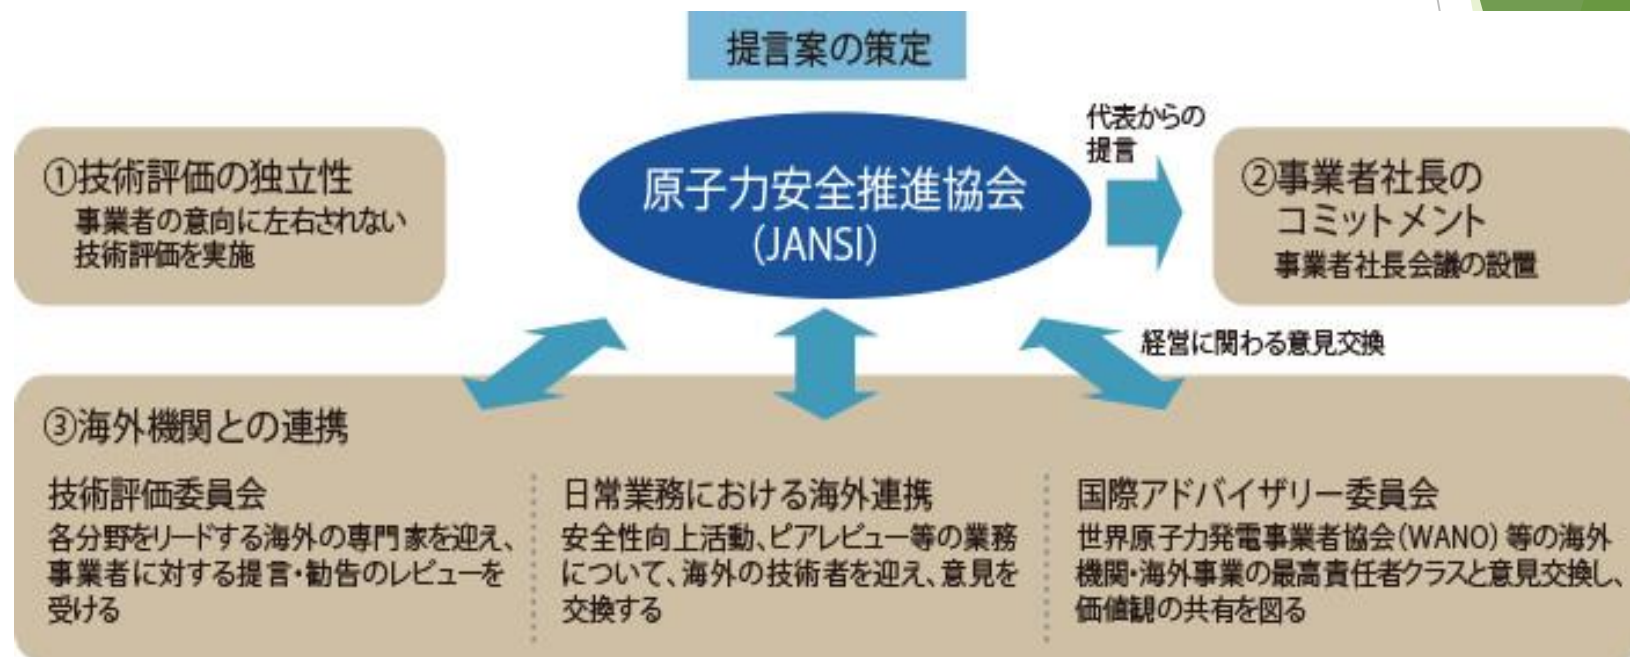 提言案の策定
代表からの
提言
①技術評価の独立性
事業者の意向に左右されない
技術評価を実施
原子力安全推進協会
(JANSI)
②事業者社長の
コミットメント
事業者社長会議の設置
経営に関わる意見交換
③海外機関との連携
技術評価委員会
各分野をリードする海外の専門家を迎え、
事業者に対する提言・勧告のレビューを
受ける
日常業務における海外連携
安全性向上活動、ピアレビュー等の業務
について、海外の技術者を迎え、意見を
交換する
国際アドバイザリー委員会
世界原子力発電事業者協会(WANO) 等の海外
機関・海外事業の最高責任者クラスと意見交換し、
価値観の共有を図る